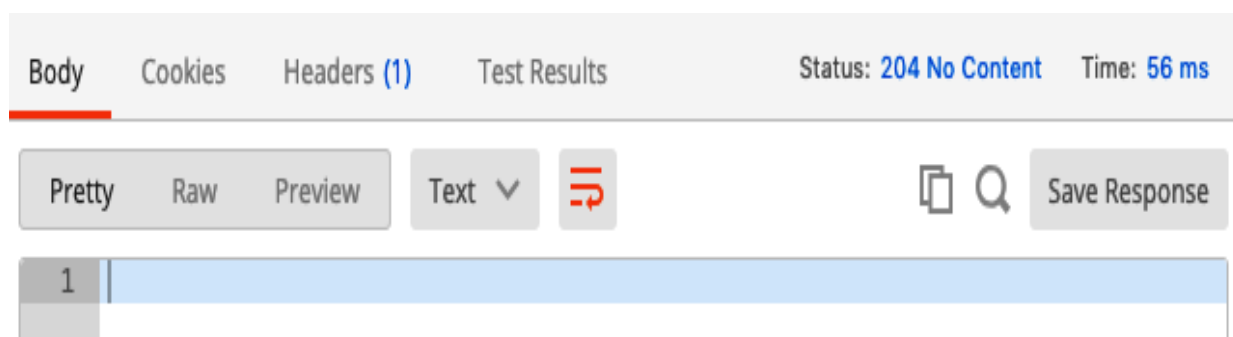 Body Cookies Headers (1) Test Results Status: 204 No Content Time: 56 ms
Pretty Raw Preview Text Save Response
1